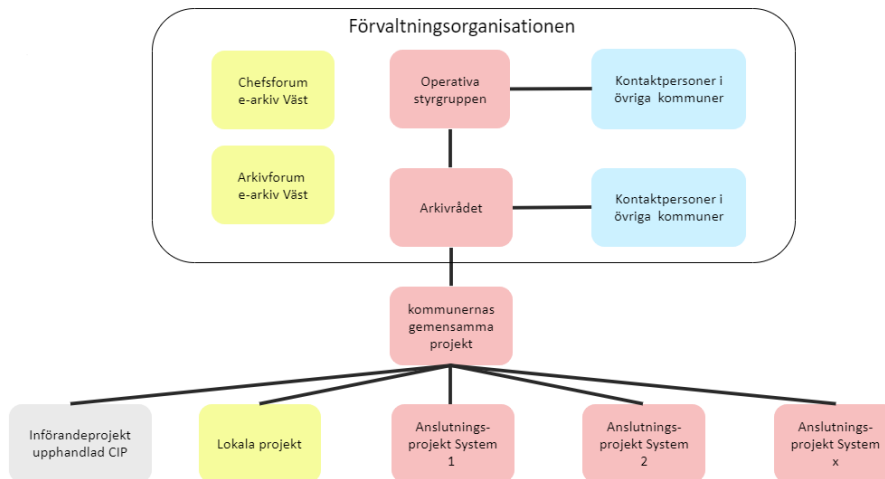 Förvaltningsorganisationen
Chefsforum
e-arkiv Väst
Operativa
styrgruppen
Kontaktpersoner i
övriga kommuner
Arkivforum
e-arkiv Väst
Arkivrådet
Kontaktpersoner i
övriga kommuner
kommunernas
gemensamma
projekt
Införandeprojekt
upphandlad CIP
Lokala projekt
Anslutnings-
projekt System
1
Anslutnings-
projekt System
2
Anslutnings-
projekt System
x